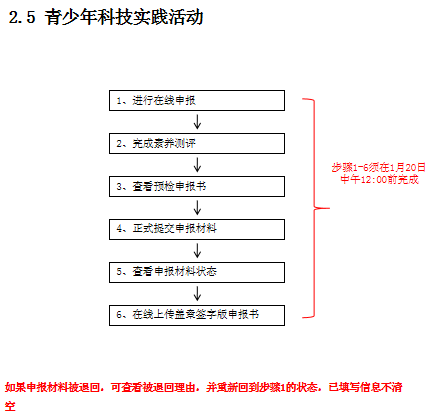 2.5 青少年科技实践活动
1、进行在线申报
2、完成素养测评
3、查看预检申报书
4、正式提交申报材料
5、查看申报材料状态
6、在线上传盖章签字版申报书
步骤1-6须在1月20日
中午12:00前完成
如果申报材料被退回，可查看被退回理由，并重新回到步骤1的状态，已填写信息不清
空